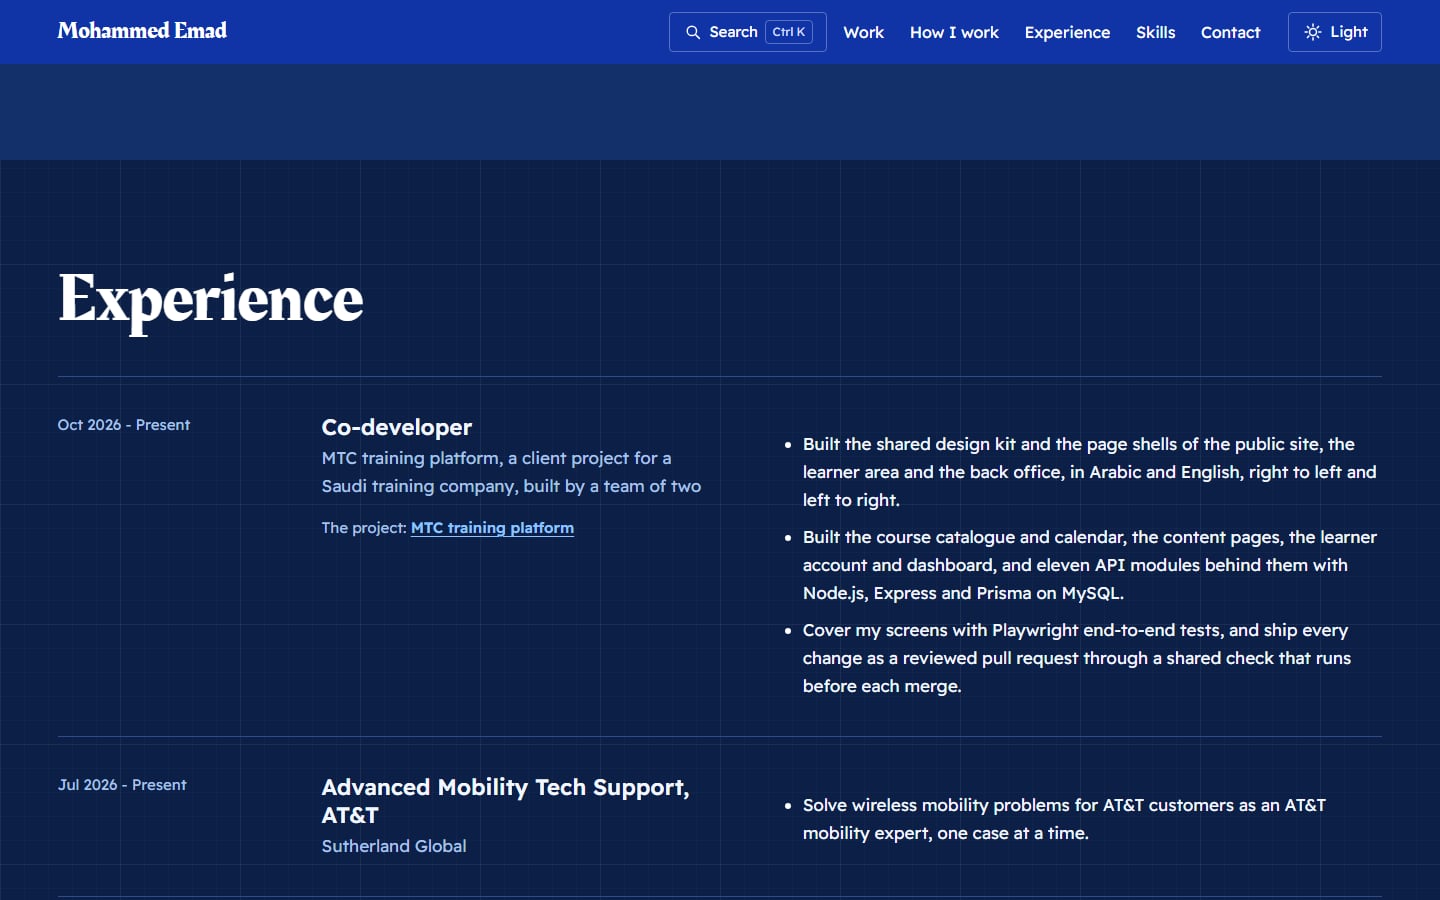 Mohammed Emad
Search Ctrl K
Work
How I work
Experience
Skills
Contact
Light
Experience
Oct 2026 - Present
Co-developer
MTC training platform, a client project for a
Saudi training company, built by a team of two
The project: MTC training platform
Built the shared design kit and the page shells of the public site, the
learner area and the back office, in Arabic and English, right to left and
left to right.
Built the course catalogue and calendar, the content pages, the learner
account and dashboard, and eleven API modules behind them with
Node.js, Express and Prisma on MySQL.
Cover my screens with Playwright end-to-end tests, and ship every
change as a reviewed pull request through a shared check that runs
before each merge.
Jul 2026 - Present
Advanced Mobility Tech Support,
AT&T
Sutherland Global
Solve wireless mobility problems for AT&T customers as an AT&T
mobility expert, one case at a time.